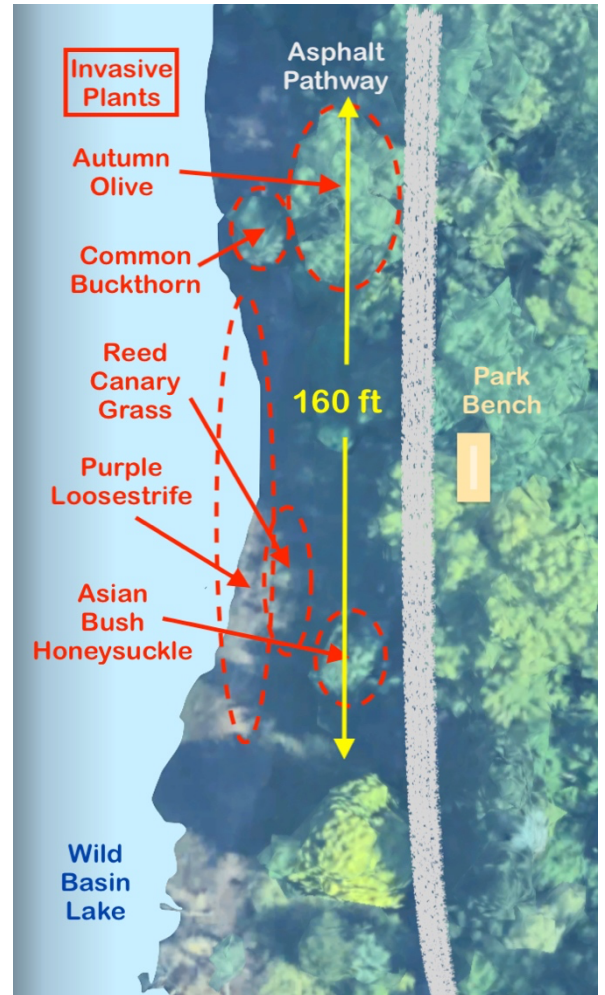 Invasive
Plants
Asphalt
Pathway
Autumn
Olive
Common
Buckthorn
Reed
Canary
Grass
160 ft
Park
Bench
Purple
Loosestrife
Asian
Bush
Honeysuckle
Wild
Basin
Lake